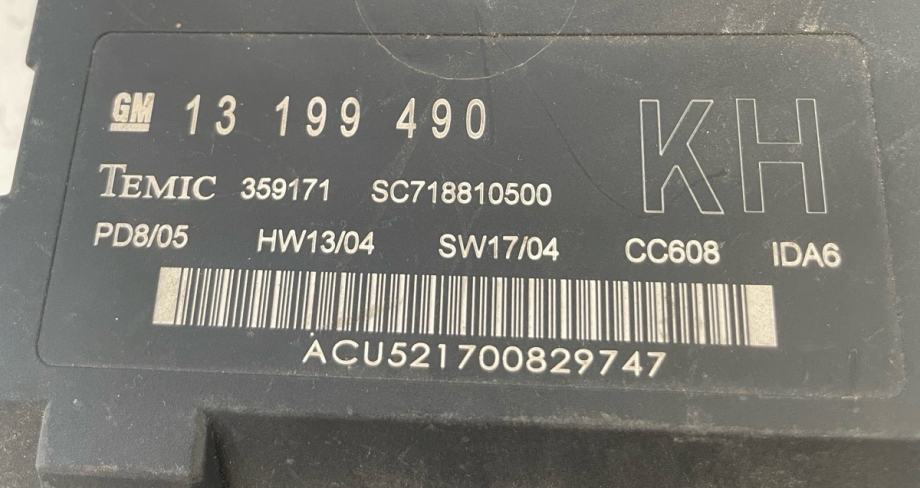 GM 13 199 490 KH
TEMIC 359171 SC718810500
PD8/05 HW13/04 SW17/04 CC608 IDA6
ACU521700829747